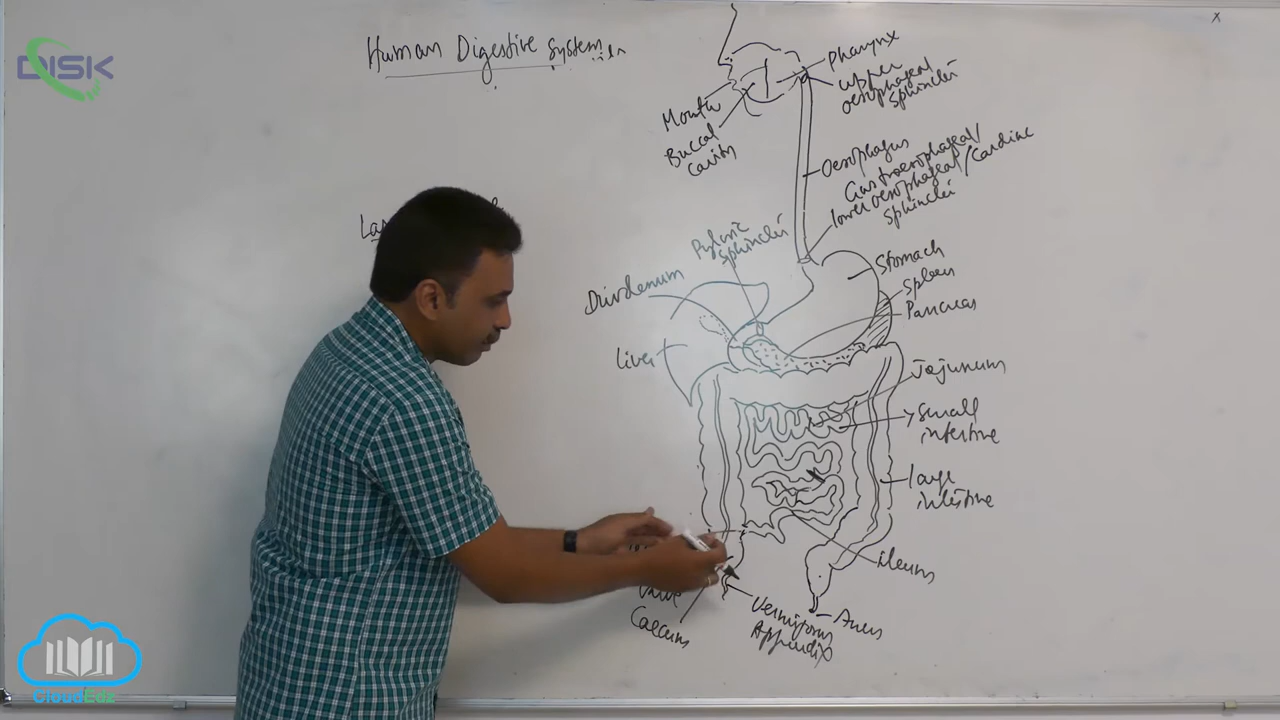 DISK
Human Digestive System
Pharynx
upper
oesophageal
sphincter
Mouth
Buccal
cavity
Oesophagus
Gastroesophageal/
lower oesophageal/Cardiac
sphincter
Pyloric
sphincter
Stomach
Spleen
Pancreas
Duodenum
Liver
Jejunum
Small
intestine
large
intestine
Ileum
Valve
Caecum
Vermiform
Appendix
Anus
x
CloudEdz